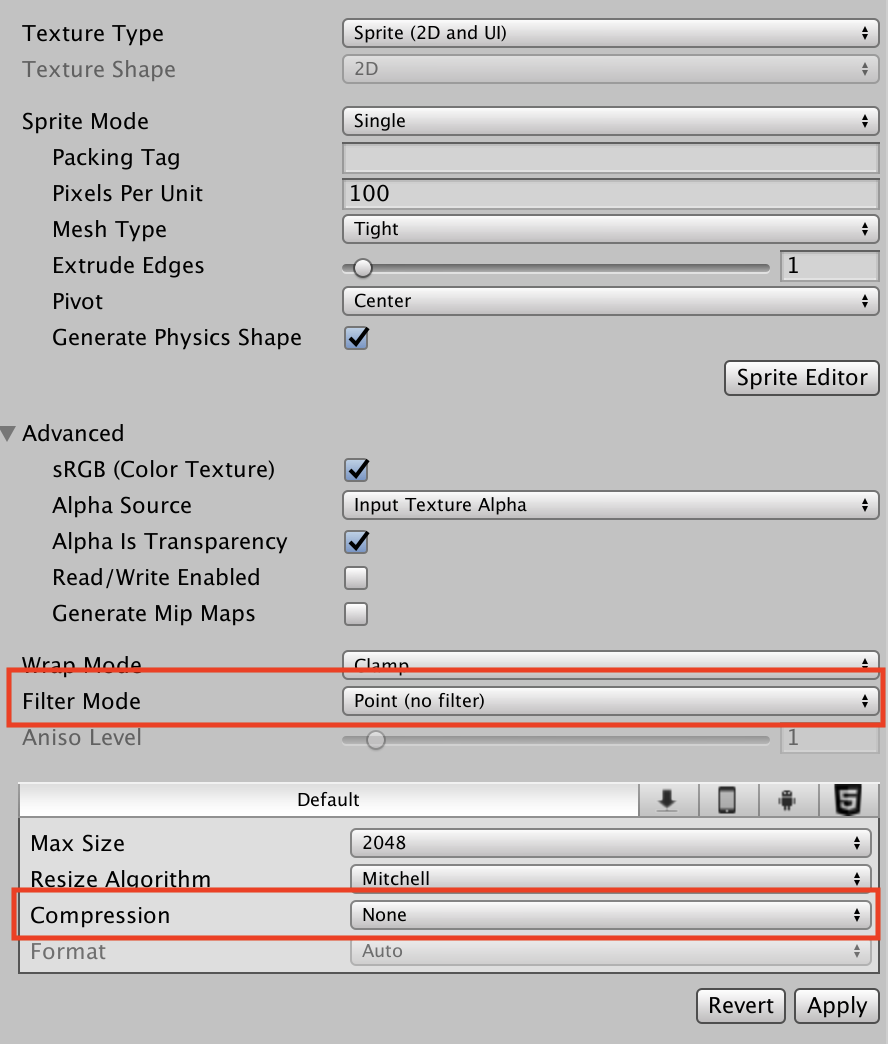 Texture Type Sprite (2D and UI)
Texture Shape 2D
Sprite Mode Single
Packing Tag
Pixels Per Unit 100
Mesh Type Tight
Extrude Edges 1
Pivot Center
Generate Physics Shape
Sprite Editor
Advanced
sRGB (Color Texture)
Alpha Source Input Texture Alpha
Alpha Is Transparency
Read/Write Enabled
Generate Mip Maps
Wrap Mode Clamp
Filter Mode Point (no filter)
Aniso Level 1
Default 5
Max Size 2048
Resize Algorithm Mitchell
Compression None
Format Auto
Revert Apply